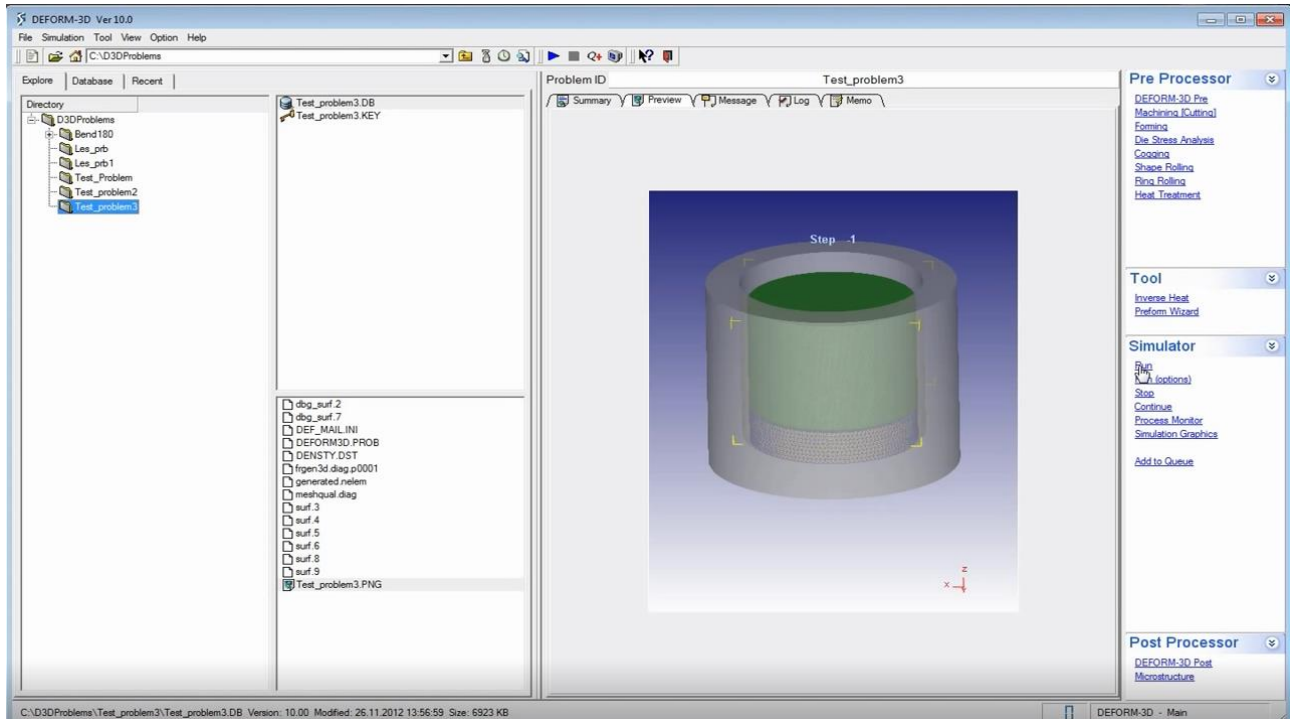 DEFORM-3D Ver 10.0
File Simulation Tool View Option Help
C:\D3DProblems
Explore Database Recent
Directory
D3DProblems
Bend180
Les_prb
Les_prb1
Test_Problem
Test_problem2
Test_problem3
Test_problem3.DB
Test_problem3.KEY
dbg_surf.2
dbg_surf.7
DEF_MAIL.INI
DEFORM3D.PROB
DENSTY.DST
frgen3d.diag.p0001
generated.nelem
meshqual.diag
surf.3
surf.4
surf.5
surf.6
surf.8
surf.9
Test_problem3.PNG
Problem ID Test_problem3
Summary Preview Message Log Memo
Step -1
z
x
Pre Processor
DEFORM-3D Pre
Machining [Cutting]
Forming
Die Stress Analysis
Cogging
Shape Rolling
Ring Rolling
Heat Treatment
Tool
Inverse Heat
Preform Wizard
Simulator
Run
(options)
Stop
Continue
Process Monitor
Simulation Graphics
Add to Queue
Post Processor
DEFORM-3D Post
Microstructure
C:\D3DProblems\Test_problem3\Test_problem3.DB Version: 10.00 Modified: 26.11.2012 13:56:59 Size: 6923 KB
DEFORM-3D - Main